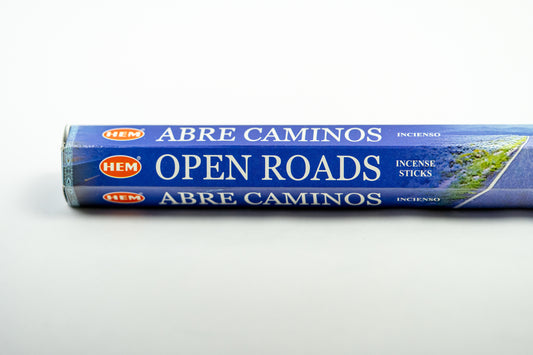 HEM ABRE CAMINOS INCIENSO
HEM OPEN ROADS INCENSE STICKS
HEM ABRE CAMINOS INCIENSO